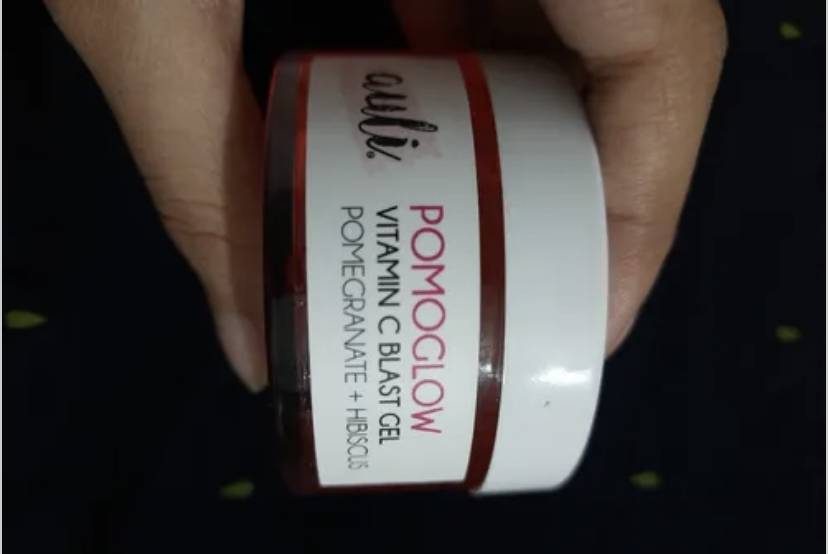 auli.
POMOGLOW
VITAMIN C BLAST GEL
POMEGRANATE + HIBISCUS